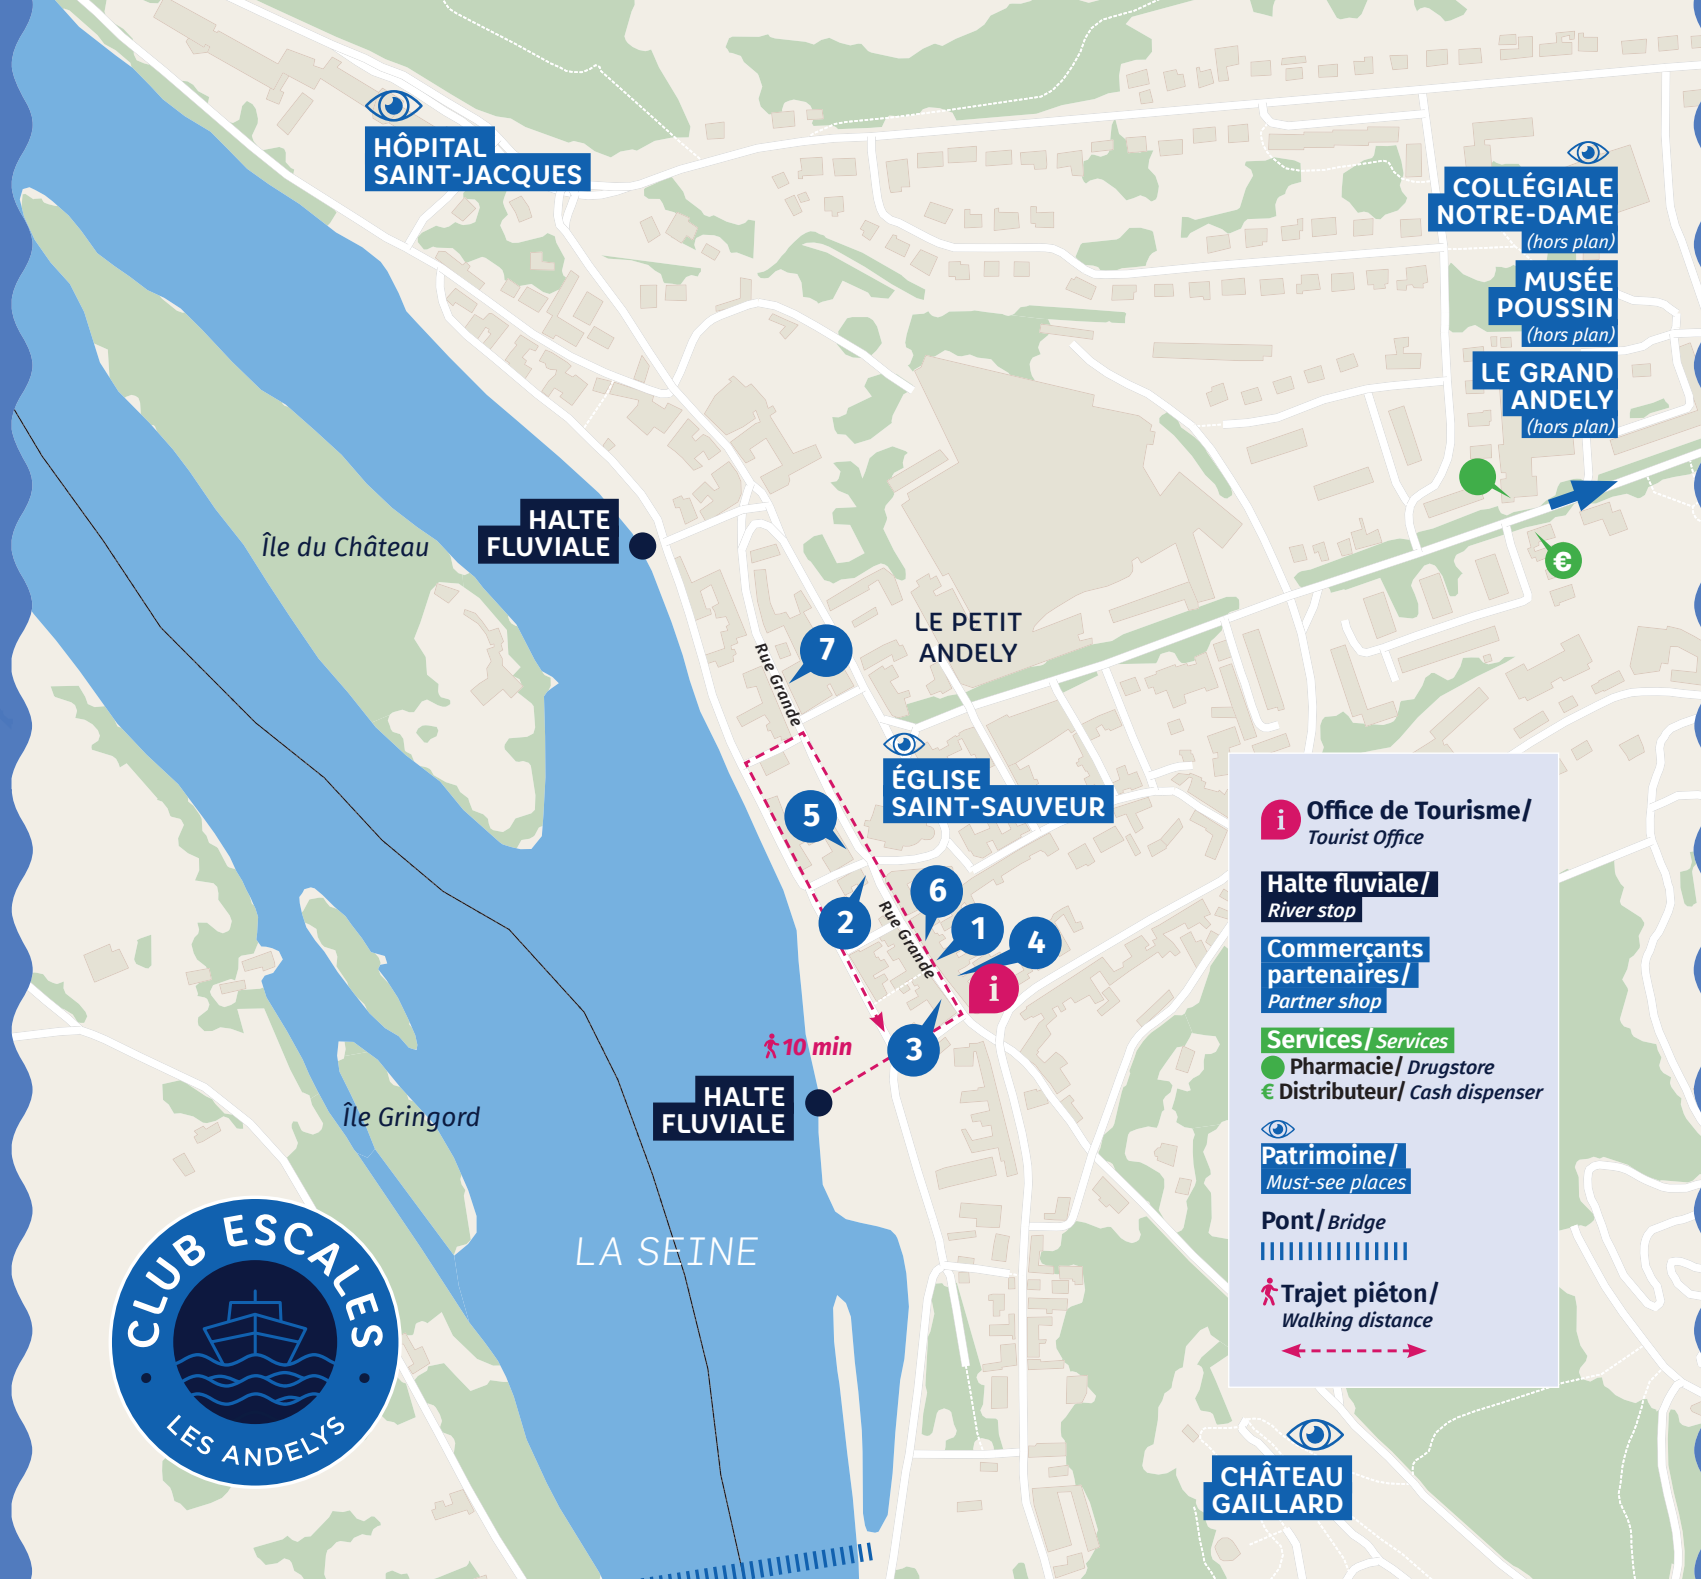 HÔPITAL
SAINT-JACQUES
COLLÉGIALE
NOTRE-DAME
(hors plan)
MUSÉE
POUSSIN
(hors plan)
LE GRAND
ANDELY
(hors plan)
€
HALTE
FLUVIALE
Île du Château
LE PETIT
ANDELY
7
Rue Grande
ÉGLISE
SAINT-SAUVEUR
5
6
2
1
4
Rue Grande
i
3
10 min
HALTE
FLUVIALE
Île Gringord
LA SEINE
CLUB ESCALES
LES ANDELYS
i Office de Tourisme/
Tourist Office
Halte fluviale/
River stop
Commerçants
partenaires/
Partner shop
Services/ Services
Pharmacie/ Drugstore
€ Distributeur/ Cash dispenser
Patrimoine/
Must-see places
Pont/ Bridge
Trajet piéton/
Walking distance
CHÂTEAU
GAILLARD